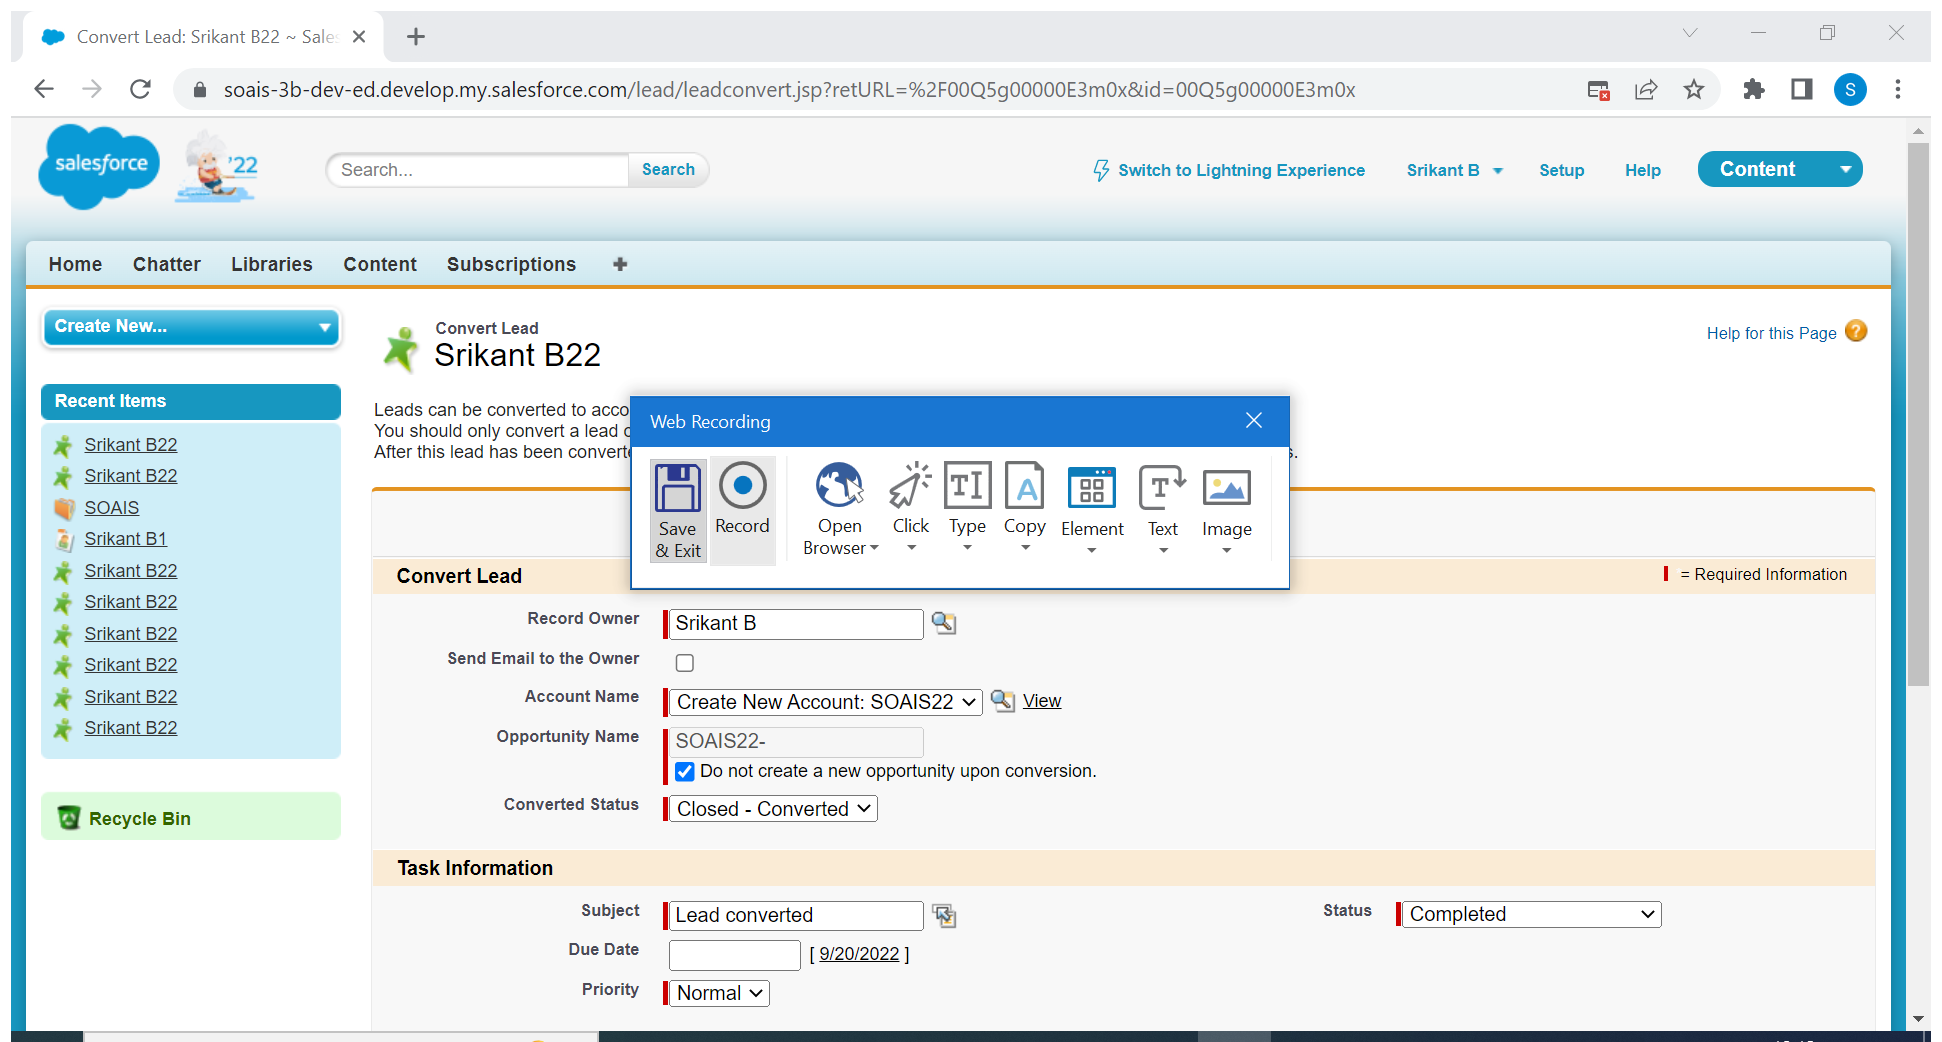 Convert Lead: Srikant B22 ~ Sales
soais-3b-dev-ed.develop.my.salesforce.com/lead/leadconvert.jsp?retURL=%2F00Q5g00000E3m0x&id=00Q5g00000E3m0x
S
salesforce
'22
Search...
Search
Switch to Lightning Experience
Srikant B
Setup
Help
Content
Home Chatter Libraries Content Subscriptions
Create New...
Convert Lead
Srikant B22
Help for this Page
Recent Items
Srikant B22
Srikant B22
SOAIS
Srikant B1
Srikant B22
Srikant B22
Srikant B22
Srikant B22
Srikant B22
Srikant B22
Recycle Bin
Leads can be converted to acco
You should only convert a lead
After this lead has been converte
s.
Web Recording
Save
& Exit
Record
Open
Browser
Click
Type
Copy
Element
Text
Image
Convert Lead
= Required Information
Record Owner
Srikant B
Send Email to the Owner
Account Name
Create New Account: SOAIS22
View
Opportunity Name
SOAIS22-
Do not create a new opportunity upon conversion.
Converted Status
Closed - Converted
Task Information
Subject
Lead converted
Status
Completed
Due Date
[ 9/20/2022 ]
Priority
Normal